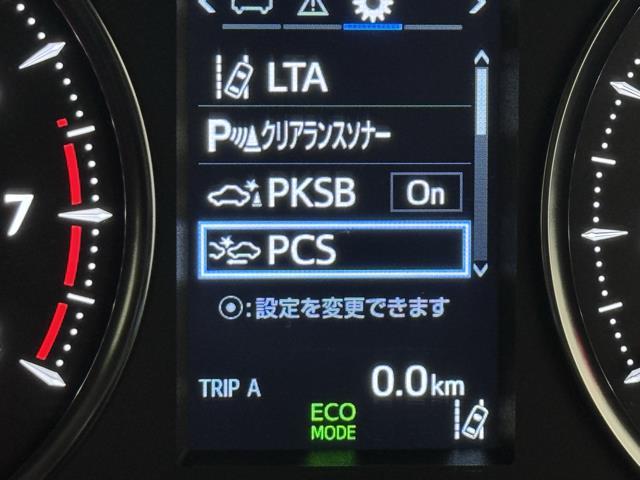 LTA
P クリアランスソナー
PKSB On
PCS
⦿:設定を変更できます
7
TRIP A 0.0km
ECO
MODE